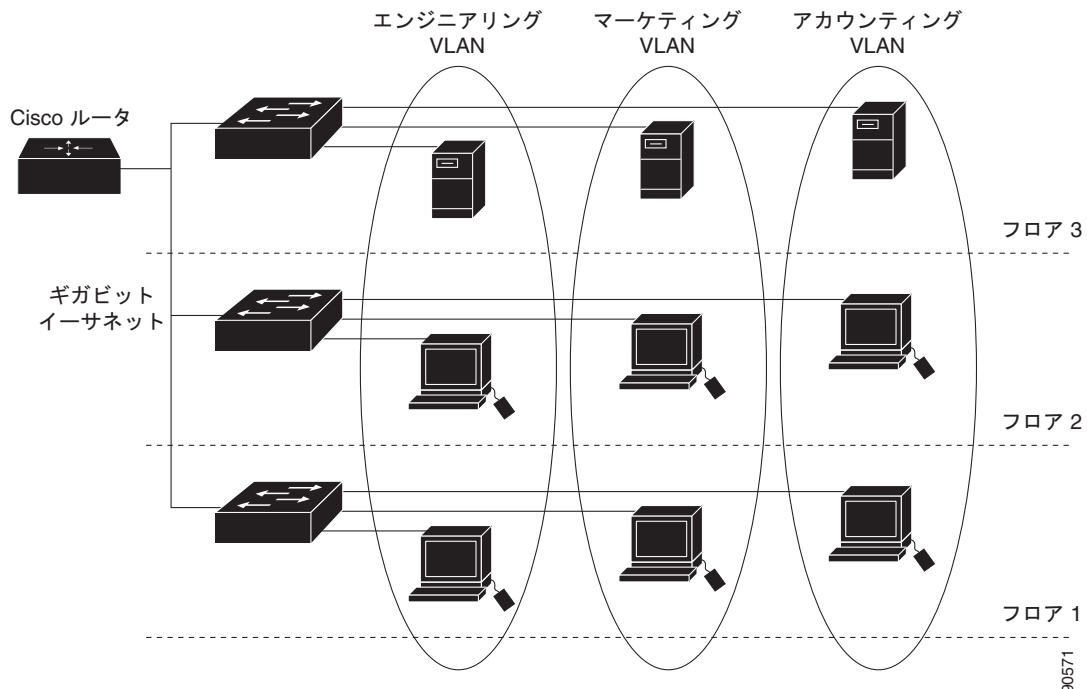 エンジニアリング
VLAN
マーケティング
VLAN
アカウンティング
VLAN
Cisco ルータ
フロア 3
ギガビット
イーサネット
フロア 2
フロア 1
90571